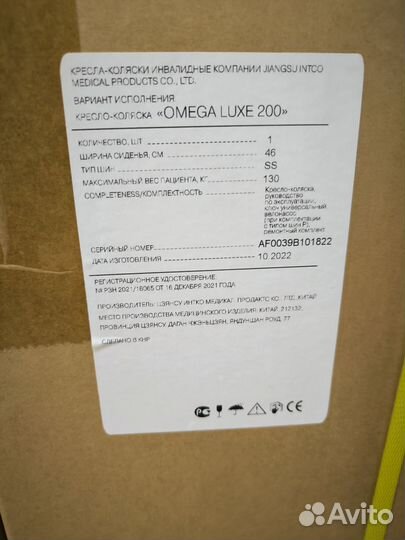 КРЕСЛА-КОЛЯСКИ ИНВАЛИДНЫЕ КОМПАНИИ JIANGSU INTCO
MEDICAL PRODUCTS CO., LTD.
ВАРИАНТ ИСПОЛНЕНИЯ
КРЕСЛО-КОЛЯСКА «OMEGA LUXE 200»
КОЛИЧЕСТВО, ШТ 1
ШИРИНА СИДЕНЬЯ, СМ 46
ТИП ШИН SS
МАКСИМАЛЬНЫЙ ВЕС ПАЦИЕНТА, КГ 130
COMPLETENESS/КОМПЛЕКТНОСТЬ Кресло-коляска,
руководство
по эксплуатации,
ключ универсальный,
велонасос
(при комплектации
с типом шин P),
ремонтный комплект
СЕРИЙНЫЙ НОМЕР AF0039B101822
ДАТА ИЗГОТОВЛЕНИЯ 10.2022
РЕГИСТРАЦИОННОЕ УДОСТОВЕРЕНИЕ
№ РЗН 2021/16065 ОТ 16 ДЕКАБРЯ 2021 ГОДА
ПРОИЗВОДИТЕЛЬ: ЦЗЯНСУ ИНТКО МЕДИКАЛ ПРОДАКТС КО., ЛТД, КИТАЙ
МЕСТО ПРОИЗВОДСТВА МЕДИЦИНСКОГО ИЗДЕЛИЯ: КИТАЙ, 212132,
ПРОВИНЦИЯ ЦЗЯНСУ, ДАГАН ЧЖЭНЬЦЗЯН, ЯНДУНШАН РОУД, 77
СДЕЛАНО В КНР
CE
Avito